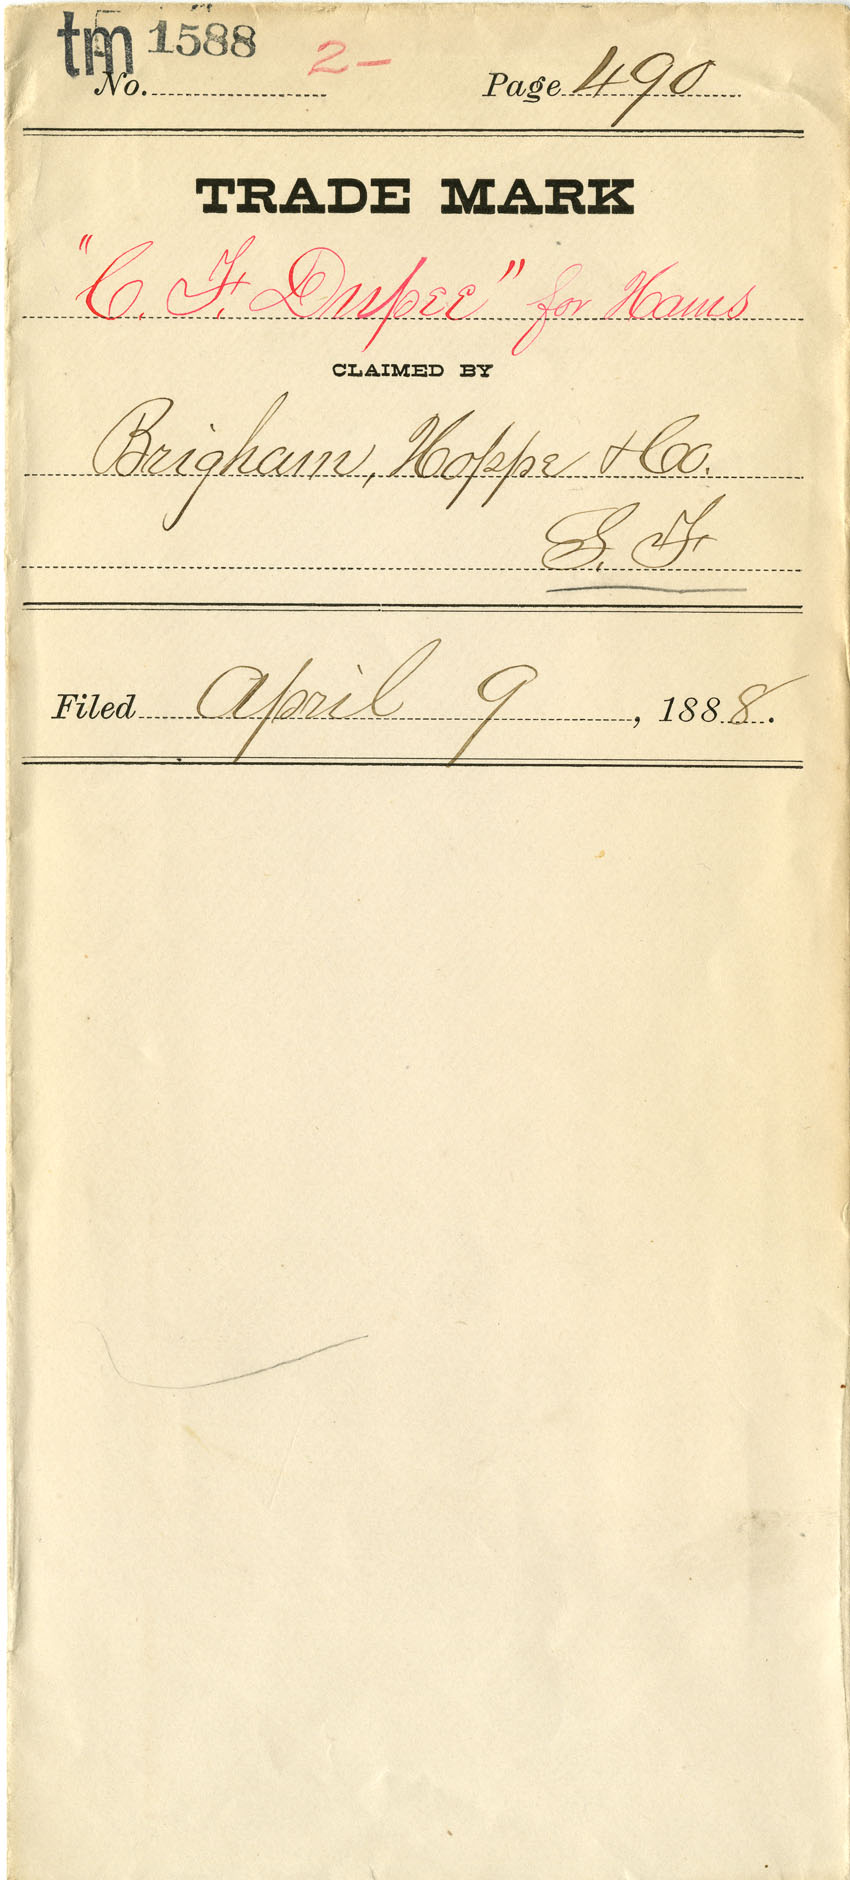 tm 1588 2-
No. Page 490
TRADE MARK
"C. F. Dupee" for Hams
CLAIMED BY
Brigham, Hoppe & Co.
S. F.
Filed April 9, 1888.